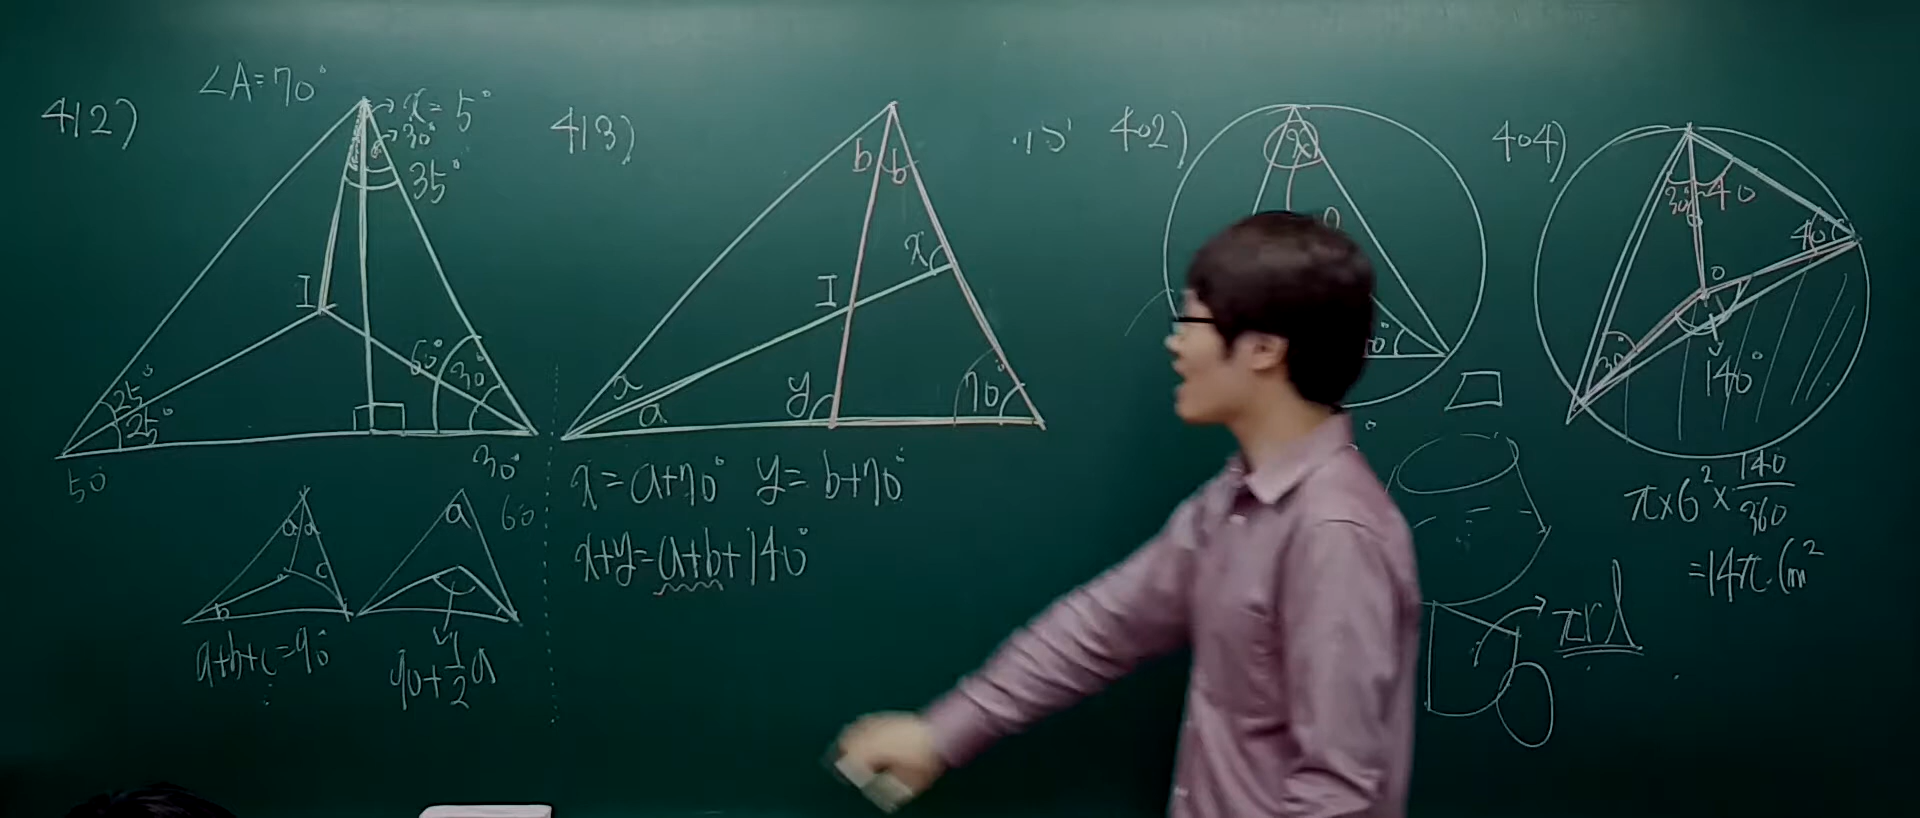 412)
∠A=70°
x=5°
30°
35°
I
25°
25°
60°
30°
50
30°
a a
b
c
a+b+c=90°
a
60
90+1/2a
413)
b b
x
I
a
a
y
70°
x=a+70° y=b+70°
x+y=a+b+140°
402)
x
404)
30° 40
40°
o
30°
140°
π×6²×140/360
=14π cm²
πrl